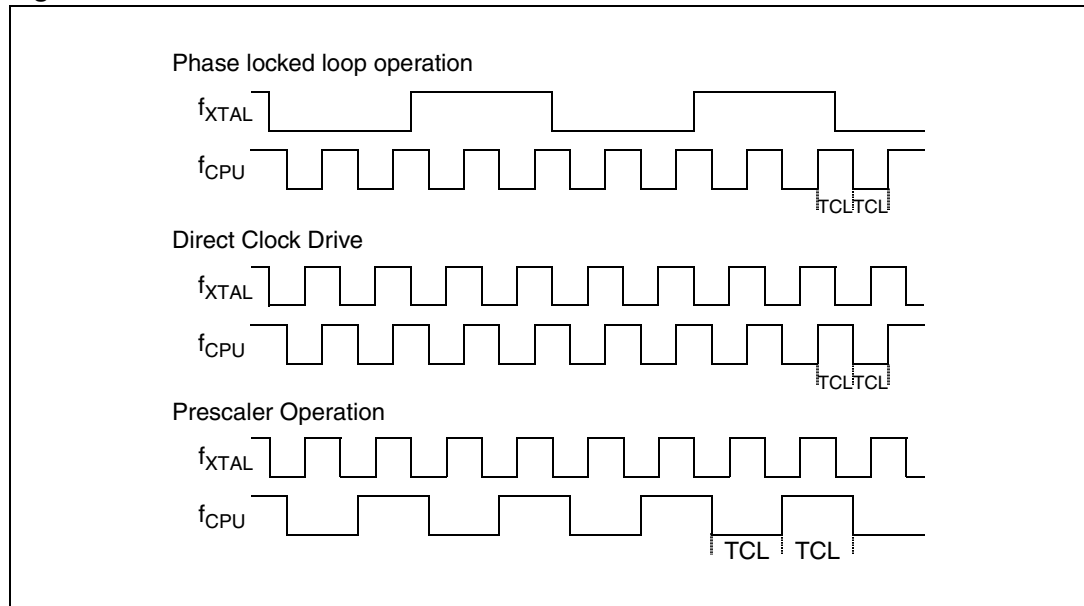 Phase locked loop operation
fXTAL
fCPU
TCL TCL
Direct Clock Drive
fXTAL
fCPU
TCL TCL
Prescaler Operation
fXTAL
fCPU
TCL TCL